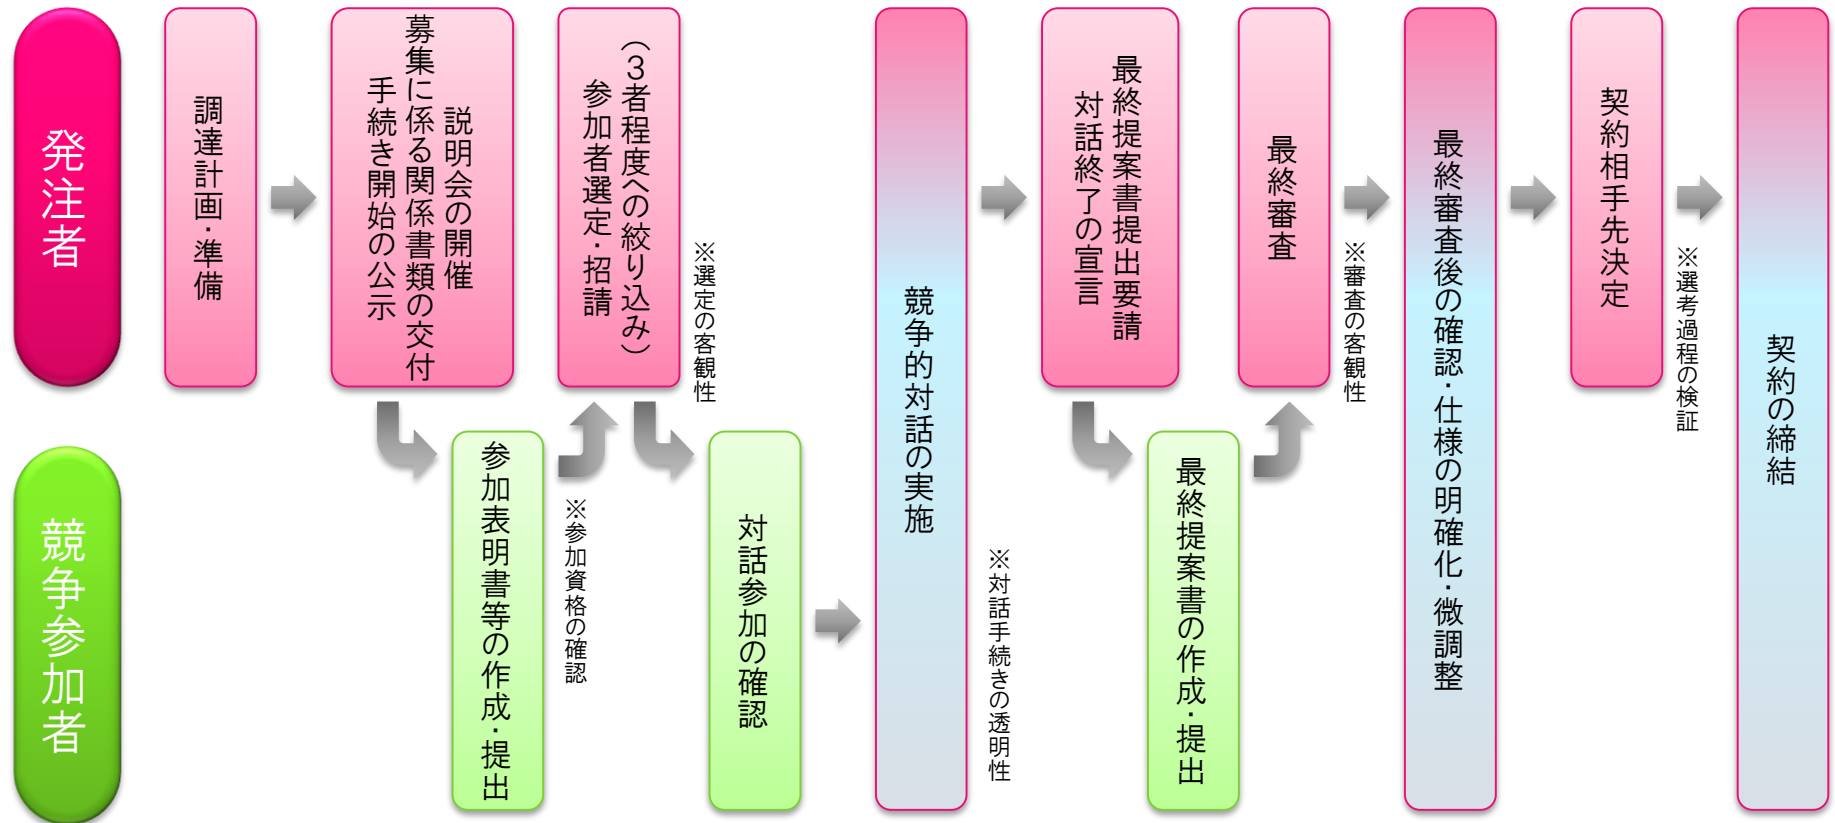 発注者
調達計画・準備
手続き開始の公示
募集に係る関係書類の交付
説明会の開催
参加者選定・招請
（３者程度への絞り込み）
※選定の客観性
競争的対話の実施
対話終了の宣言
最終提案書提出要請
最終審査
※審査の客観性
最終審査後の確認・仕様の明確化・微調整
契約相手先決定
※選考過程の検証
契約の締結
競争参加者
参加表明書等の作成・提出
※参加資格の確認
対話参加の確認
※対話手続きの透明性
最終提案書の作成・提出